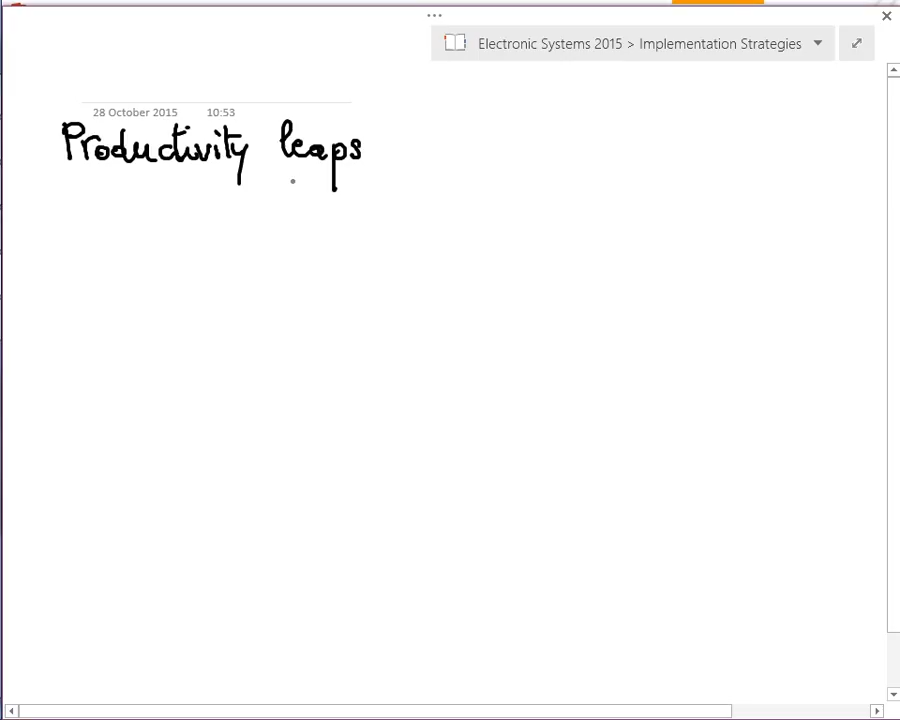 Electronic Systems 2015 > Implementation Strategies
28 October 2015 10:53
Productivity leaps